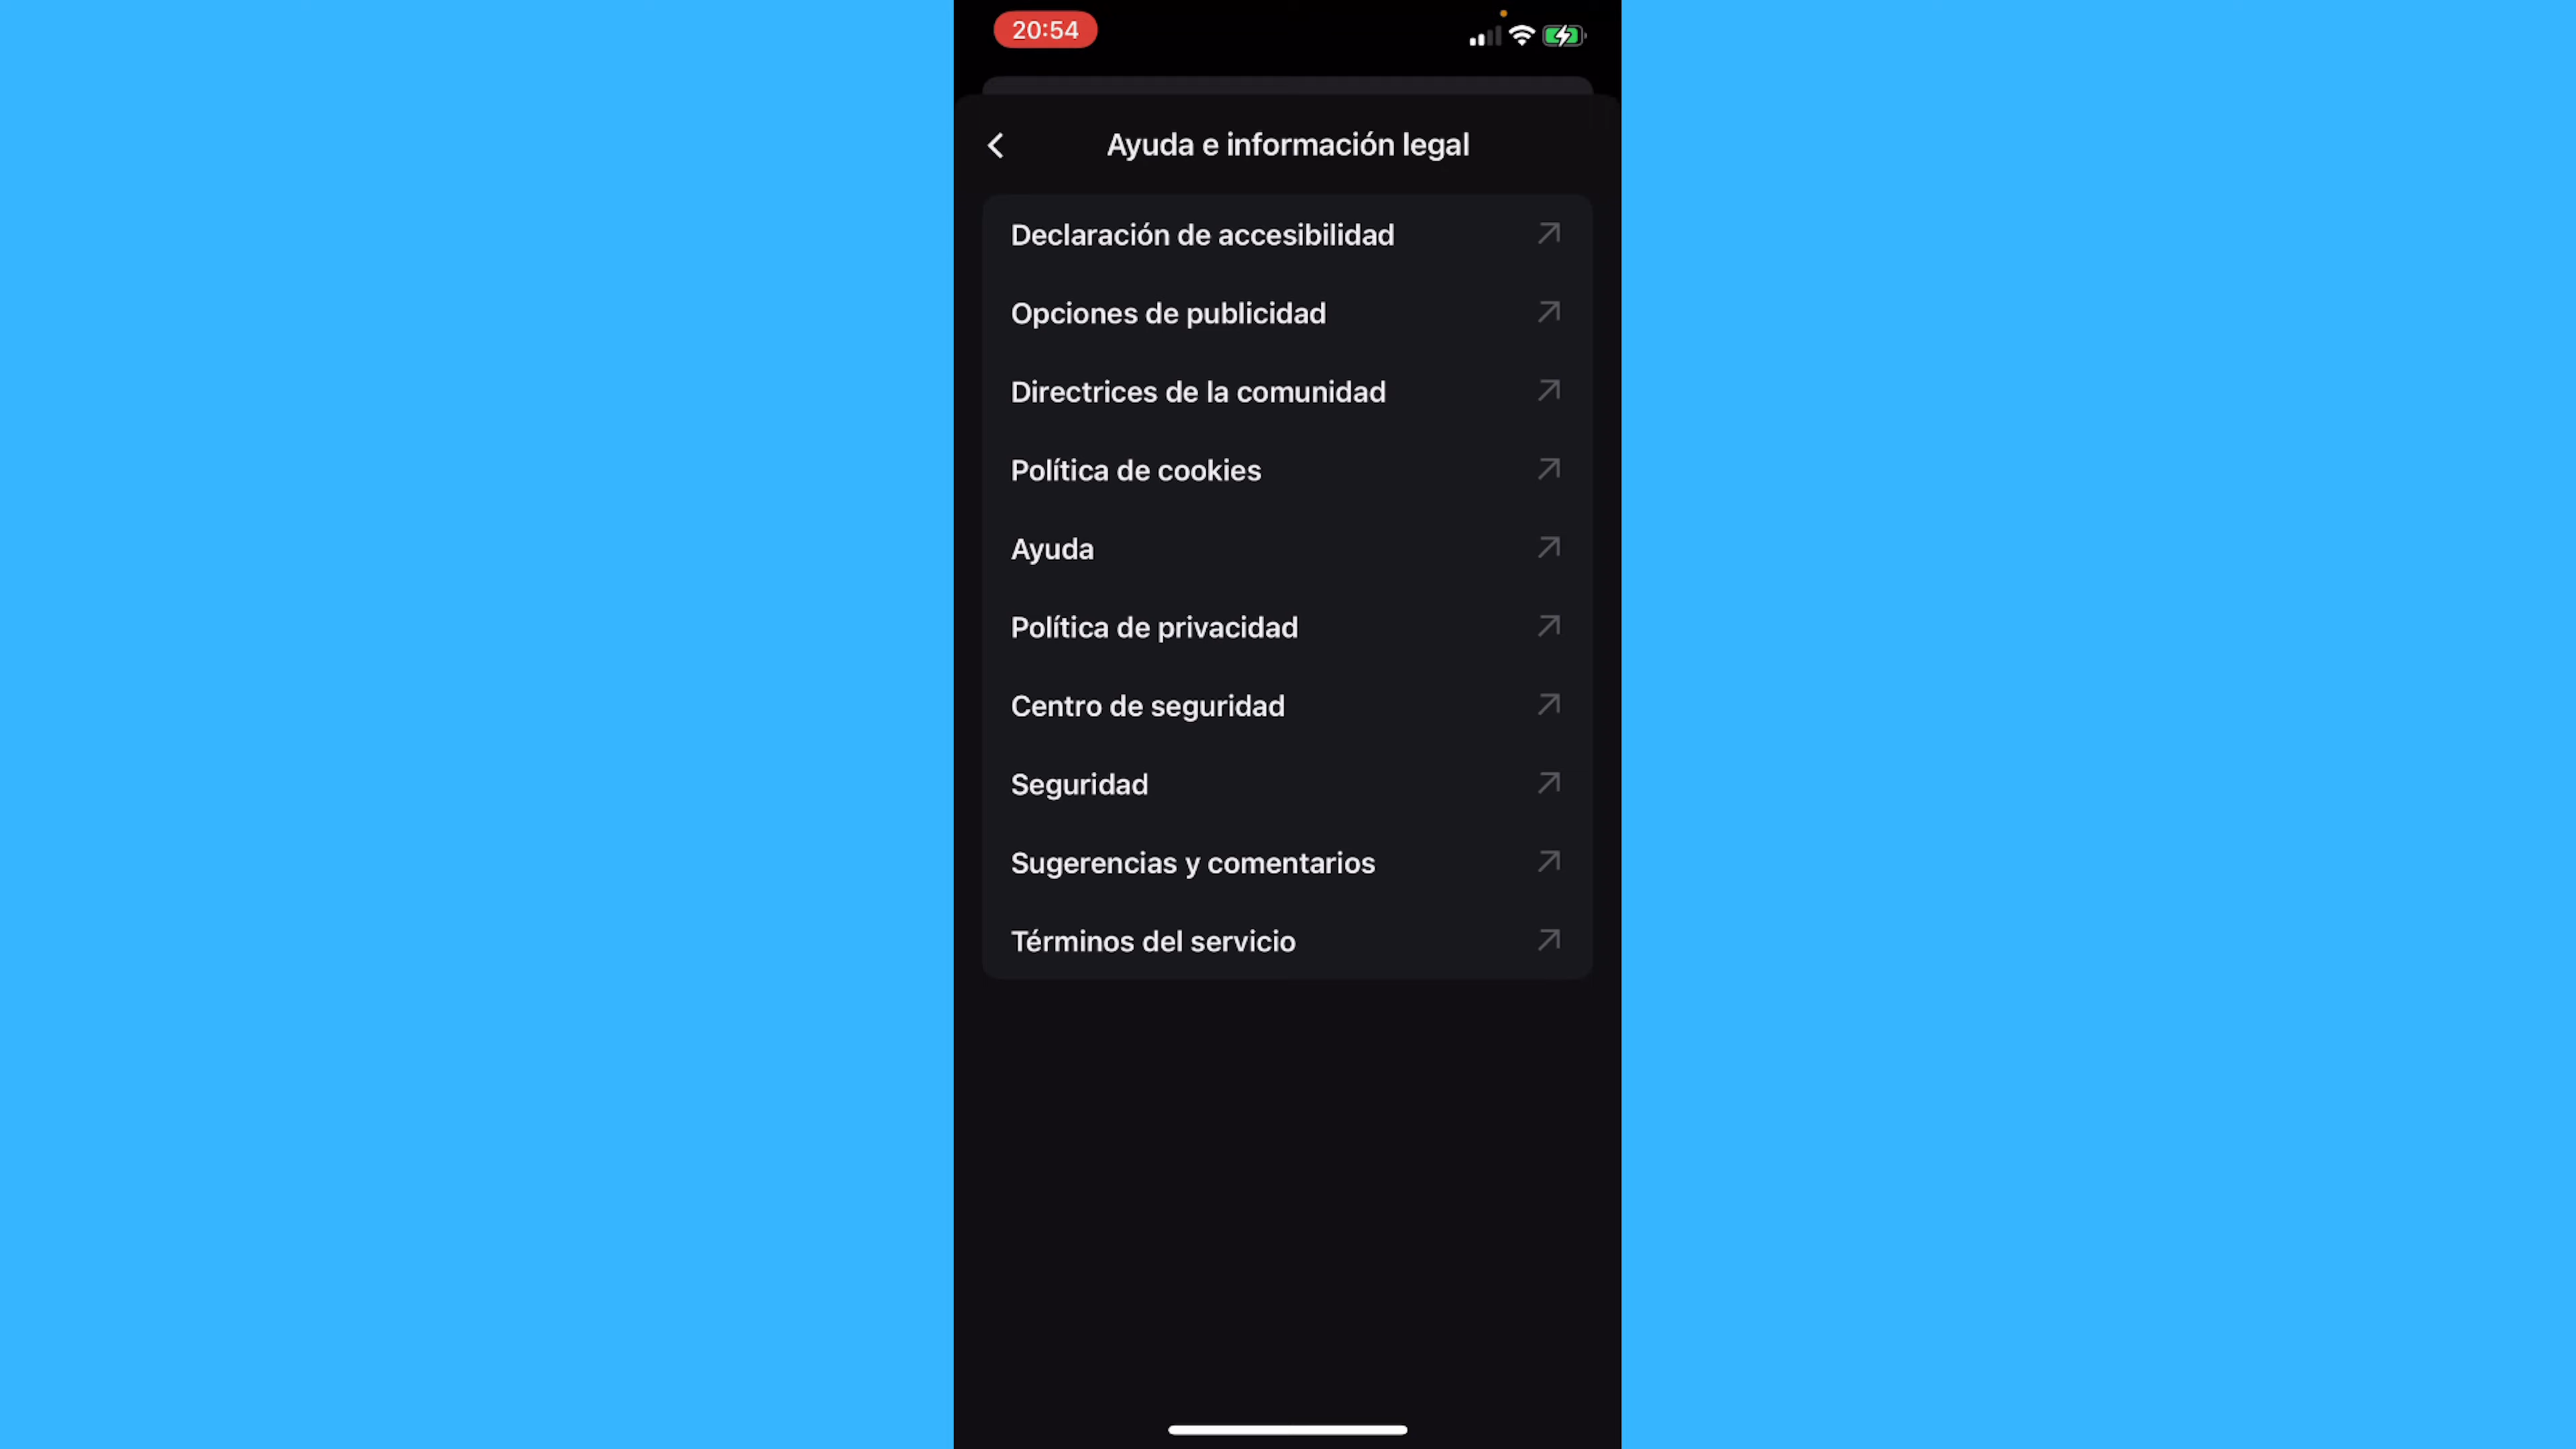 20:54
Ayuda e información legal
Declaración de accesibilidad
Opciones de publicidad
Directrices de la comunidad
Política de cookies
Ayuda
Política de privacidad
Centro de seguridad
Seguridad
Sugerencias y comentarios
Términos del servicio